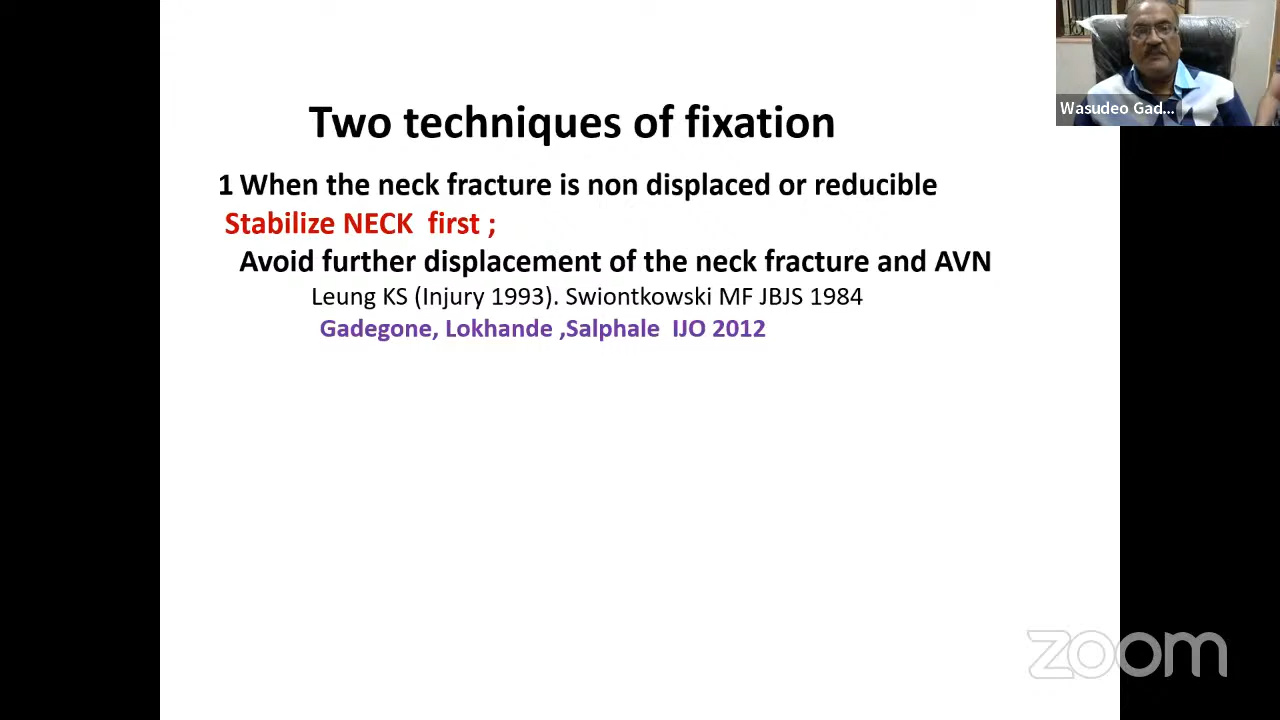 Two techniques of fixation
1 When the neck fracture is non displaced or reducible
Stabilize NECK  first ;
Avoid further displacement of the neck fracture and AVN
Leung KS (Injury 1993). Swiontkowski MF JBJS 1984
Gadegone, Lokhande ,Salphale  IJO 2012
Wasudeo Gad...
zoom